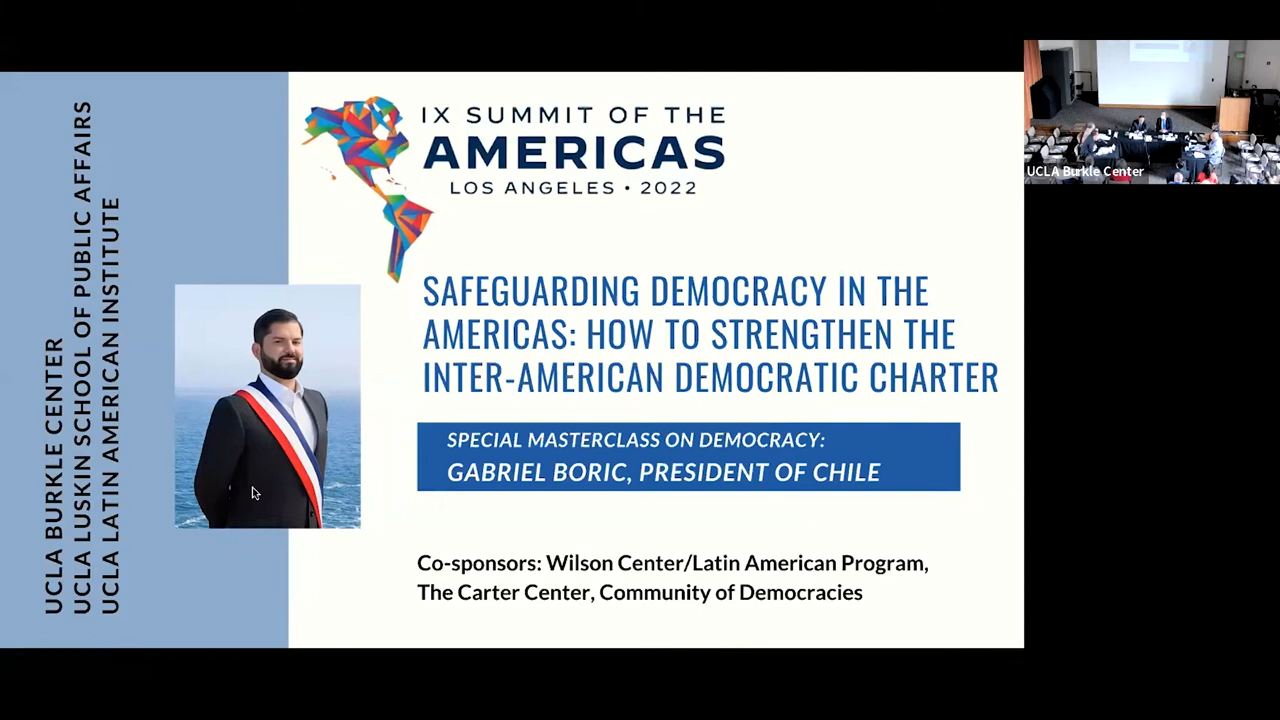 UCLA BURKLE CENTER
UCLA LUSKIN SCHOOL OF PUBLIC AFFAIRS
UCLA LATIN AMERICAN INSTITUTE
IX SUMMIT OF THE
AMERICAS
LOS ANGELES • 2022
SAFEGUARDING DEMOCRACY IN THE
AMERICAS: HOW TO STRENGTHEN THE
INTER-AMERICAN DEMOCRATIC CHARTER
SPECIAL MASTERCLASS ON DEMOCRACY:
GABRIEL BORIC, PRESIDENT OF CHILE
Co-sponsors: Wilson Center/Latin American Program,
The Carter Center, Community of Democracies
UCLA Burkle Center